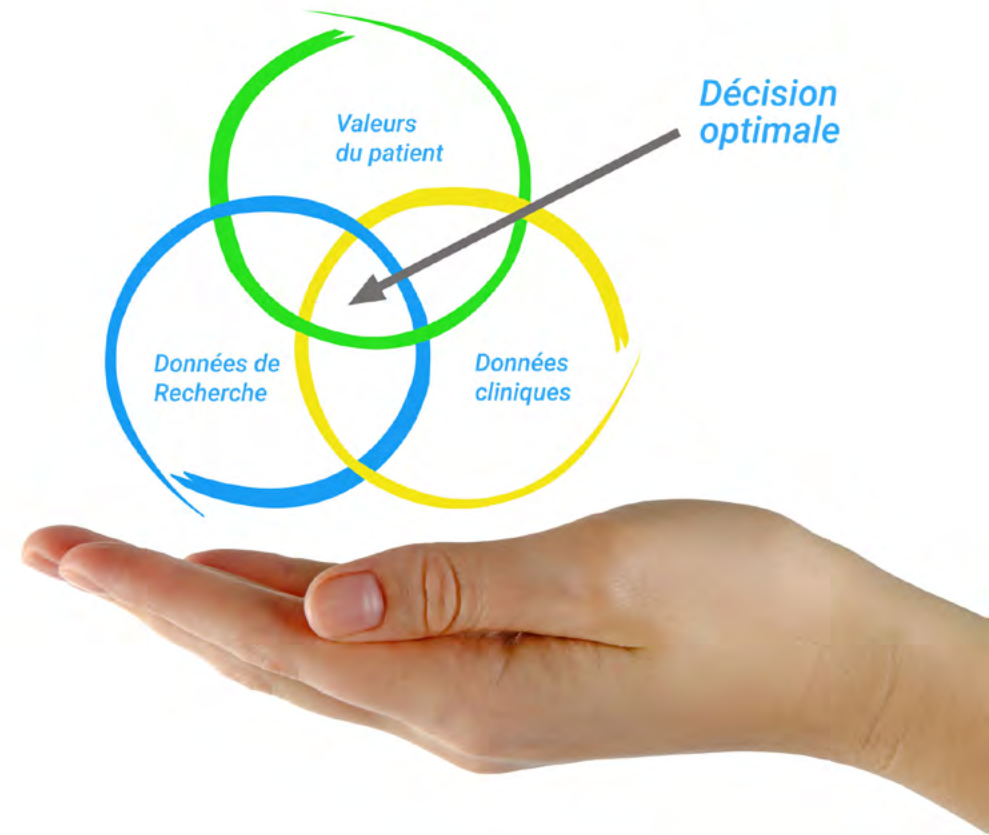 Décision
optimale
Valeurs
du patient
Données de
Recherche
Données
cliniques